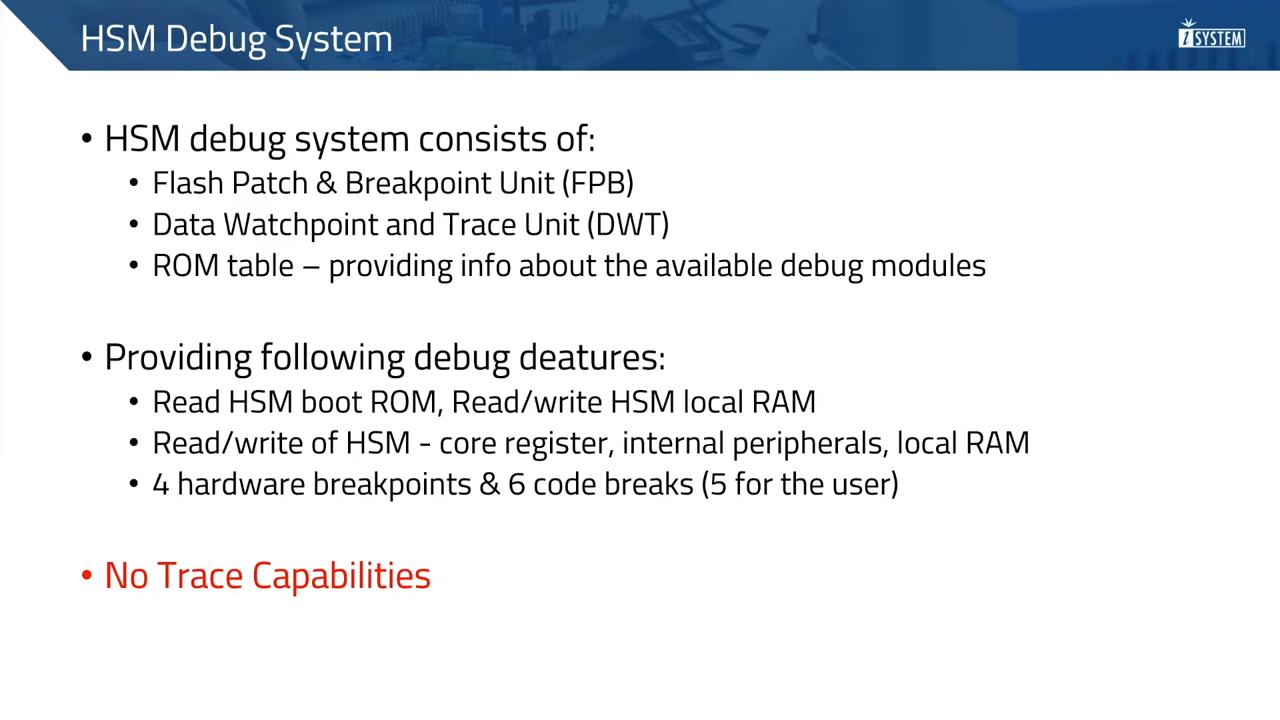 HSM Debug System
iSYSTEM
• HSM debug system consists of:
• Flash Patch & Breakpoint Unit (FPB)
• Data Watchpoint and Trace Unit (DWT)
• ROM table – providing info about the available debug modules
• Providing following debug deatures:
• Read HSM boot ROM, Read/write HSM local RAM
• Read/write of HSM - core register, internal peripherals, local RAM
• 4 hardware breakpoints & 6 code breaks (5 for the user)
• No Trace Capabilities